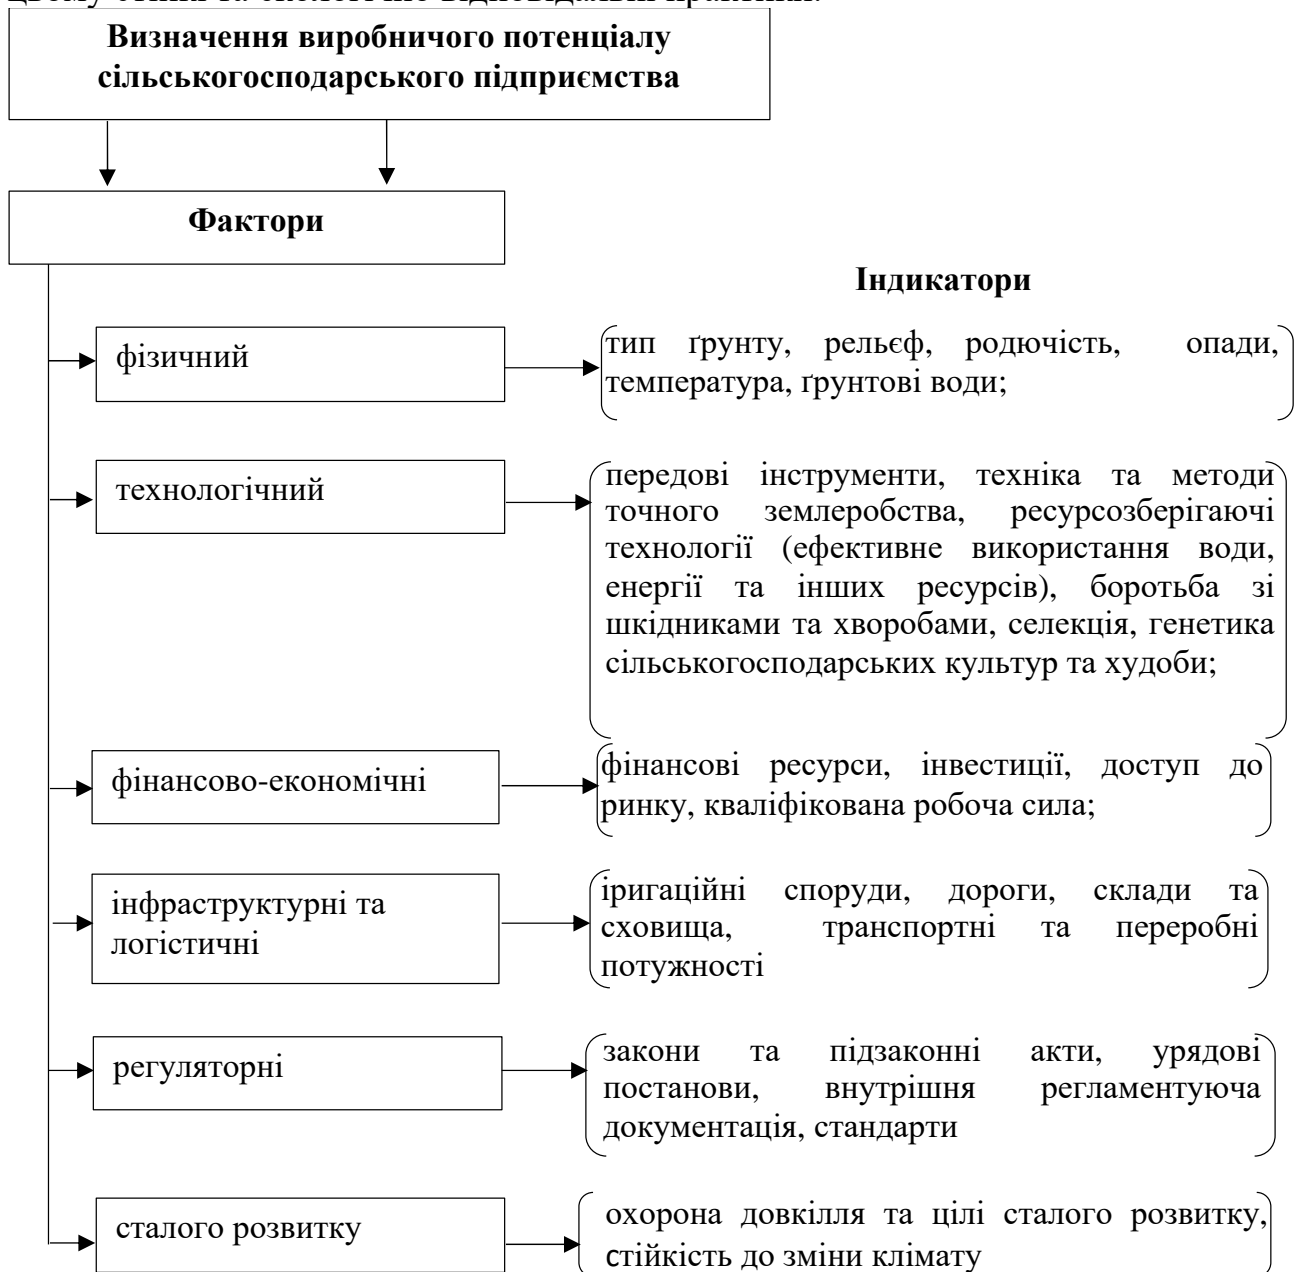 Визначення виробничого потенціалу
сільськогосподарського підприємства
Фактори
Індикатори
фізичний
тип ґрунту, рельєф, родючість, опади,
температура, ґрунтові води;
технологічний
передові інструменти, техніка та методи
точного землеробства, ресурсозберігаючі
технології (ефективне використання води,
енергії та інших ресурсів), боротьба зі
шкідниками та хворобами, селекція, генетика
сільськогосподарських культур та худоби;
фінансово-економічні
фінансові ресурси, інвестиції, доступ до
ринку, кваліфікована робоча сила;
інфраструктурні та
логістичні
іригаційні споруди, дороги, склади та
сховища, транспортні та переробні
потужності
регуляторні
закони та підзаконні акти, урядові
постанови, внутрішня регламентуюча
документація, стандарти
сталого розвитку
охорона довкілля та цілі сталого розвитку,
стійкість до зміни клімату